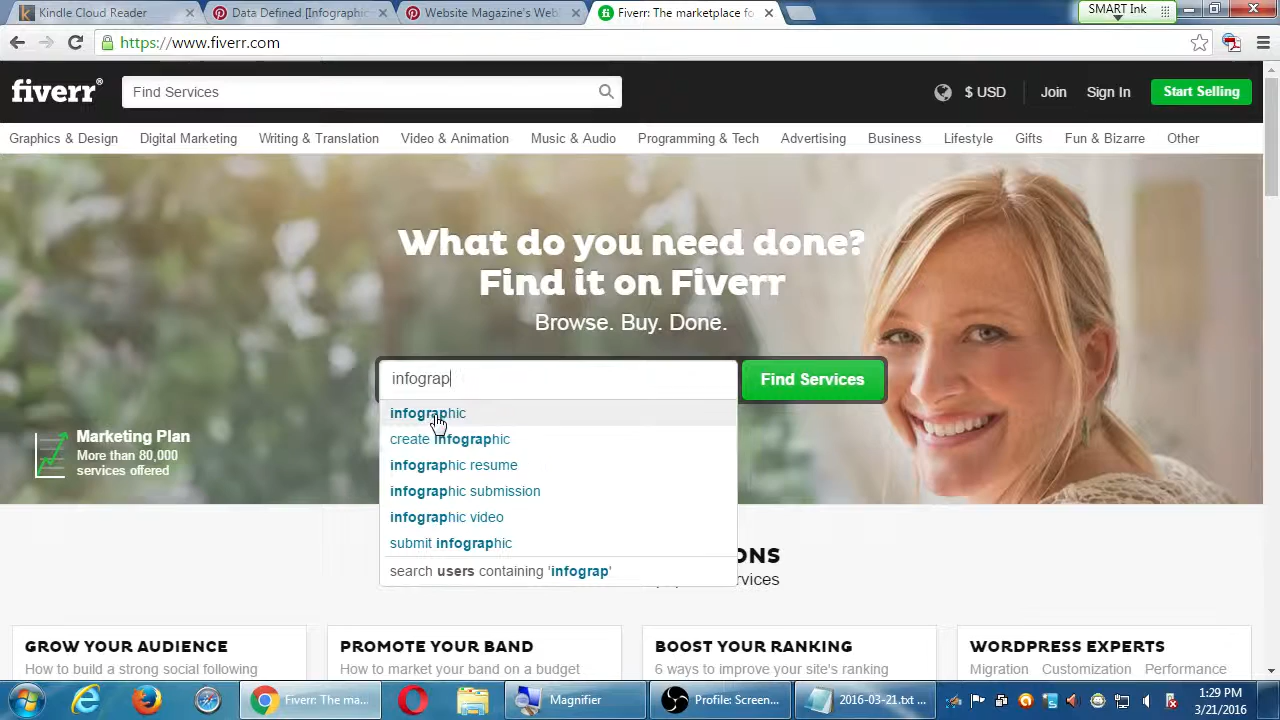 Kindle Cloud Reader
Data Defined [Infographic
Website Magazine's Web
Fiverr: The marketplace fo
SMART Ink
https://www.fiverr.com
fiverr®
Find Services
$ USD
Join
Sign In
Start Selling
Graphics & Design
Digital Marketing
Writing & Translation
Video & Animation
Music & Audio
Programming & Tech
Advertising
Business
Lifestyle
Gifts
Fun & Bizarre
Other
What do you need done?
Find it on Fiverr
Browse. Buy. Done.
infograp
Find Services
infographic
create infographic
infographic resume
infographic submission
infographic video
submit infographic
search users containing 'infograp'
Marketing Plan
More than 80,000
services offered
ONS
vices
GROW YOUR AUDIENCE
How to build a strong social following
PROMOTE YOUR BAND
How to market your band on a budget
BOOST YOUR RANKING
6 ways to improve your site's ranking
WORDPRESS EXPERTS
Migration Customization Performance
Fiverr: The ma...
Magnifier
Profile: Screen...
2016-03-21.txt ...
1:29 PM
3/21/2016